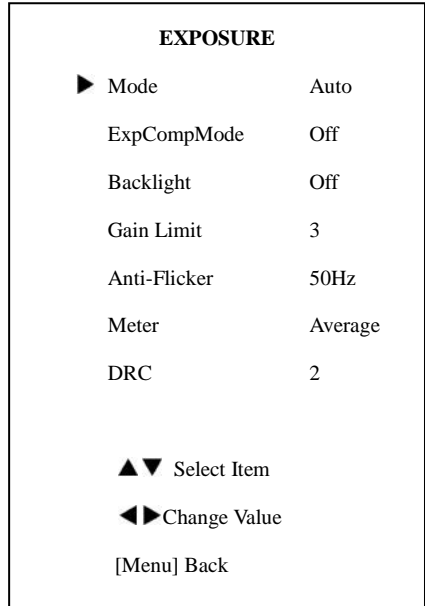 EXPOSURE
▶ Mode Auto
ExpCompMode Off
Backlight Off
Gain Limit 3
Anti-Flicker 50Hz
Meter Average
DRC 2
▲▼ Select Item
◀▶Change Value
[Menu] Back